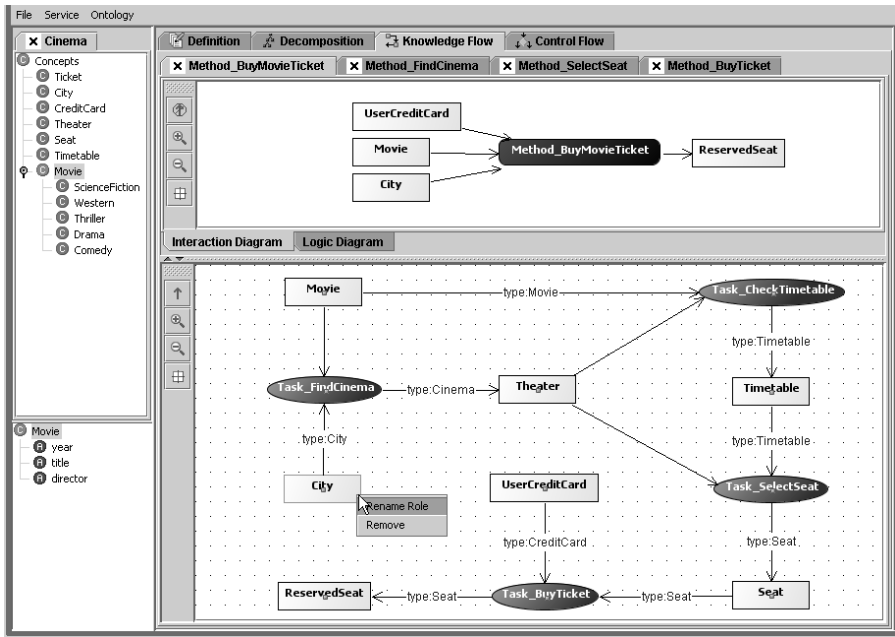 File Service Ontology
Cinema
Definition Decomposition Knowledge Flow Control Flow
Method_BuyMovieTicket Method_FindCinema Method_SelectSeat Method_BuyTicket
Concepts
Ticket
City
CreditCard
Theater
Seat
Timetable
Movie
ScienceFiction
Western
Thriller
Drama
Comedy
UserCreditCard
Movie
City
Method_BuyMovieTicket
ReservedSeat
Interaction Diagram Logic Diagram
Movie
type:Movie
Task_CheckTimetable
type:Timetable
Task_FindCinema
type:Cinema
Theater
Timetable
type:City
type:Timetable
City
Rename Role
Remove
UserCreditCard
Task_SelectSeat
type:CreditCard
type:Seat
ReservedSeat
type:Seat
Task_BuyTicket
type:Seat
Seat
Movie
year
title
director